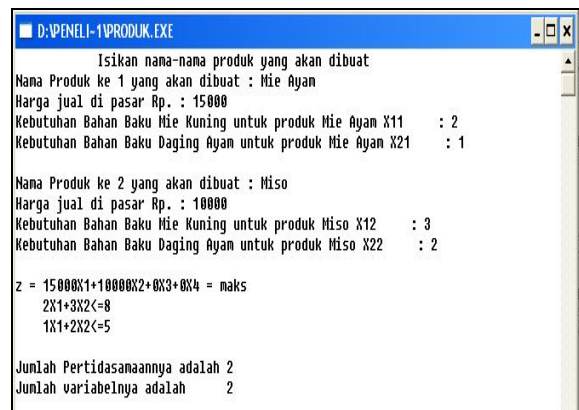 D:\PENELI~1\PRODUK.EXE
Isikan nama-nama produk yang akan dibuat
Nama Produk ke 1 yang akan dibuat : Mie Ayam
Harga jual di pasar Rp. : 15000
Kebutuhan Bahan Baku Mie Kuning untuk produk Mie Ayam X11 : 2
Kebutuhan Bahan Baku Daging Ayam untuk produk Mie Ayam X21 : 1
Nama Produk ke 2 yang akan dibuat : Miso
Harga jual di pasar Rp. : 10000
Kebutuhan Bahan Baku Mie Kuning untuk produk Miso X12 : 3
Kebutuhan Bahan Baku Daging Ayam untuk produk Miso X22 : 2
z = 15000X1+10000X2+0X3+0X4 = maks
2X1+3X2<=8
1X1+2X2<=5
Jumlah Pertidasamaannya adalah 2
Jumlah variabelnya adalah 2